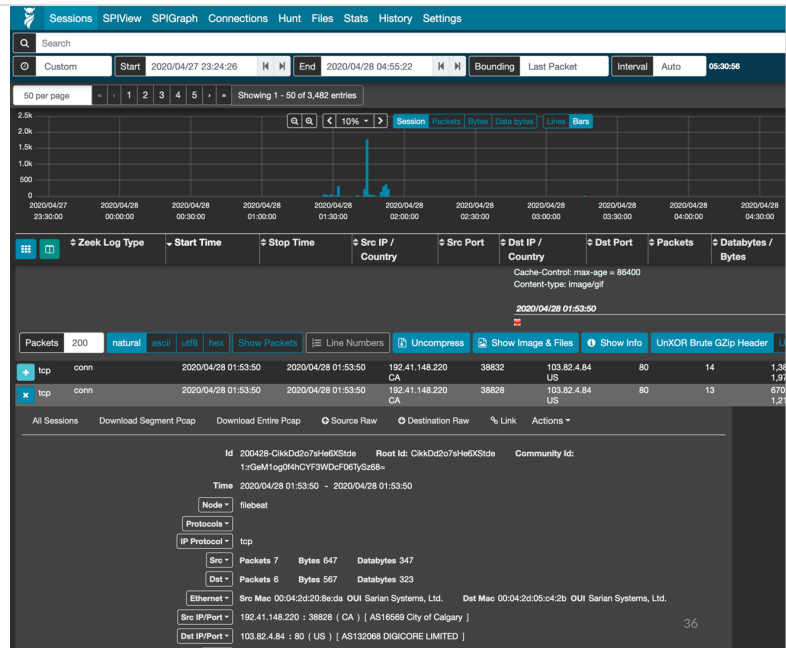 Sessions SPIView SPIGraph Connections Hunt Files Stats History Settings
Search
Custom Start 2020/04/27 23:24:26 End 2020/04/28 04:55:22 Bounding Last Packet Interval Auto 05:30:56
50 per page « ‹ 1 2 3 4 5 › » Showing 1 - 50 of 3,482 entries
2.5k
2.0k
1.5k
1.0k
500
0
10% Session Packets Bytes Data bytes Lines Bars
2020/04/27 2020/04/28 2020/04/28 2020/04/28 2020/04/28 2020/04/28 2020/04/28 2020/04/28 2020/04/28 2020/04/28 2020/04/28
23:30:00 00:00:00 00:30:00 01:00:00 01:30:00 02:00:00 02:30:00 03:00:00 03:30:00 04:00:00 04:30:00
Zeek Log Type Start Time Stop Time Src IP / Src Port Dst IP / Dst Port Packets Databytes /
Country Country Bytes
Cache-Control: max-age = 86400
Content-type: image/gif
2020/04/28 01:53:50
Packets 200 natural ascii utf8 hex Show Packets Line Numbers Uncompress Show Image & Files Show Info UnXOR Brute GZip Header U
+ tcp conn 2020/04/28 01:53:50 2020/04/28 01:53:50 192.41.148.220 38832 103.82.4.84 80 14 1,38
CA US 1,97
× tcp conn 2020/04/28 01:53:50 2020/04/28 01:53:50 192.41.148.220 38828 103.82.4.84 80 13 670
CA US 1,21
All Sessions Download Segment Pcap Download Entire Pcap Source Raw Destination Raw Link Actions
Id 200428-CikkDd2o7sHe6XStde Root Id: CikkDd2o7sHe6XStde Community Id:
1:rGeM1og0f4hCYF3WDcF06TySz68=
Time 2020/04/28 01:53:50 - 2020/04/28 01:53:50
Node filebeat
Protocols
IP Protocol tcp
Src Packets 7 Bytes 647 Databytes 347
Dst Packets 6 Bytes 567 Databytes 323
Ethernet Src Mac 00:04:2d:20:8e:da OUI Sarian Systems, Ltd. Dst Mac 00:04:2d:05:c4:2b OUI Sarian Systems, Ltd.
Src IP/Port 192.41.148.220 : 38828 ( CA ) [ AS16569 City of Calgary ]
Dst IP/Port 103.82.4.84 : 80 ( US ) [ AS132068 DIGICORE LIMITED ]
36